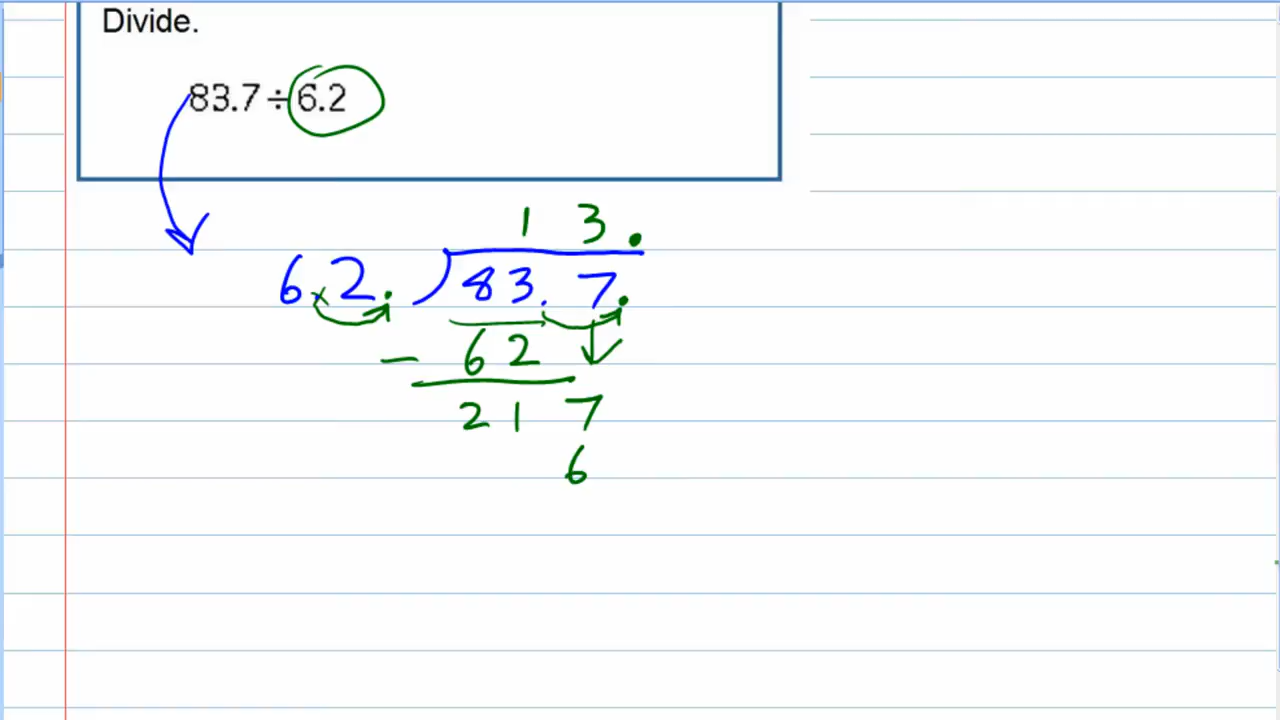 Divide.
83.7 ÷ 6.2
1 3 .
6.2. ) 83.7.
- 6 2
2 1 7
6